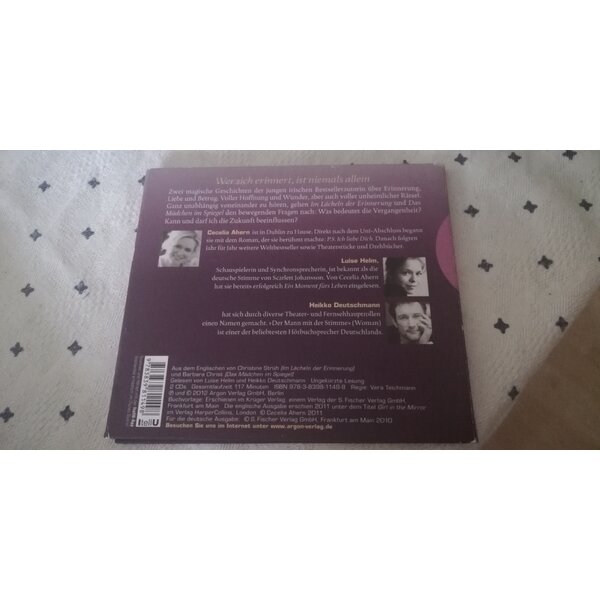 Wer sich erinnert, ist niemals allein
Zwei magische Geschichten der jungen irischen Bestsellerautorin über Erinnerung,
Liebe und Betrug. Voller Hoffnung und Wunder, aber auch voller unheimlicher Rätsel.
Ganz unabhängig voneinander zu hören, gehen Im Lächeln der Erinnerung und Das
Mädchen im Spiegel den bewegenden Fragen nach: Was bedeutet die Vergangenheit?
Kann und darf ich die Zukunft beeinflussen?
Cecelia Ahern ist in Dublin zu Hause. Direkt nach dem Uni-Abschluss begann
sie mit dem Roman, der sie berühmt machte: P.S. Ich liebe Dich. Danach folgten
Jahr für Jahr weitere Weltbestseller sowie Theaterstücke und Drehbücher.
Luise Helm,
Schauspielerin und Synchronsprecherin, ist bekannt als die
deutsche Stimme von Scarlett Johansson. Von Cecelia Ahern
hat sie bereits erfolgreich Ein Moment fürs Leben eingelesen.
Heikko Deutschmann
hat sich durch diverse Theater- und Fernsehhauptrollen
einen Namen gemacht. »Der Mann mit der Stimme« (Woman)
ist einer der beliebtesten Hörbuchsprecher Deutschlands.
Aus dem Englischen von Christine Strüh (Im Lächeln der Erinnerung)
und Barbara Christ (Das Mädchen im Spiegel)
Gelesen von Luise Helm und Heikko Deutschmann Ungekürzte Lesung
2 CDs Gesamtlaufzeit 117 Minuten ISBN 978-3-8398-1149-8 Regie: Vera Teichmann
℗ und © 2012 Argon Verlag GmbH, Berlin
Buchvorlage: Erschienen im Krüger Verlag, einem Verlag der S. Fischer Verlag GmbH,
Frankfurt am Main Die englische Ausgabe erschien 2011 unter dem Titel Girl in the Mirror
im Verlag HarperCollins, London © Cecelia Ahern 2011
Für die deutsche Ausgabe: © S. Fischer Verlag GmbH, Frankfurt am Main 2010
Besuchen Sie uns im Internet unter www.argon-verlag.de
9 783839 811498